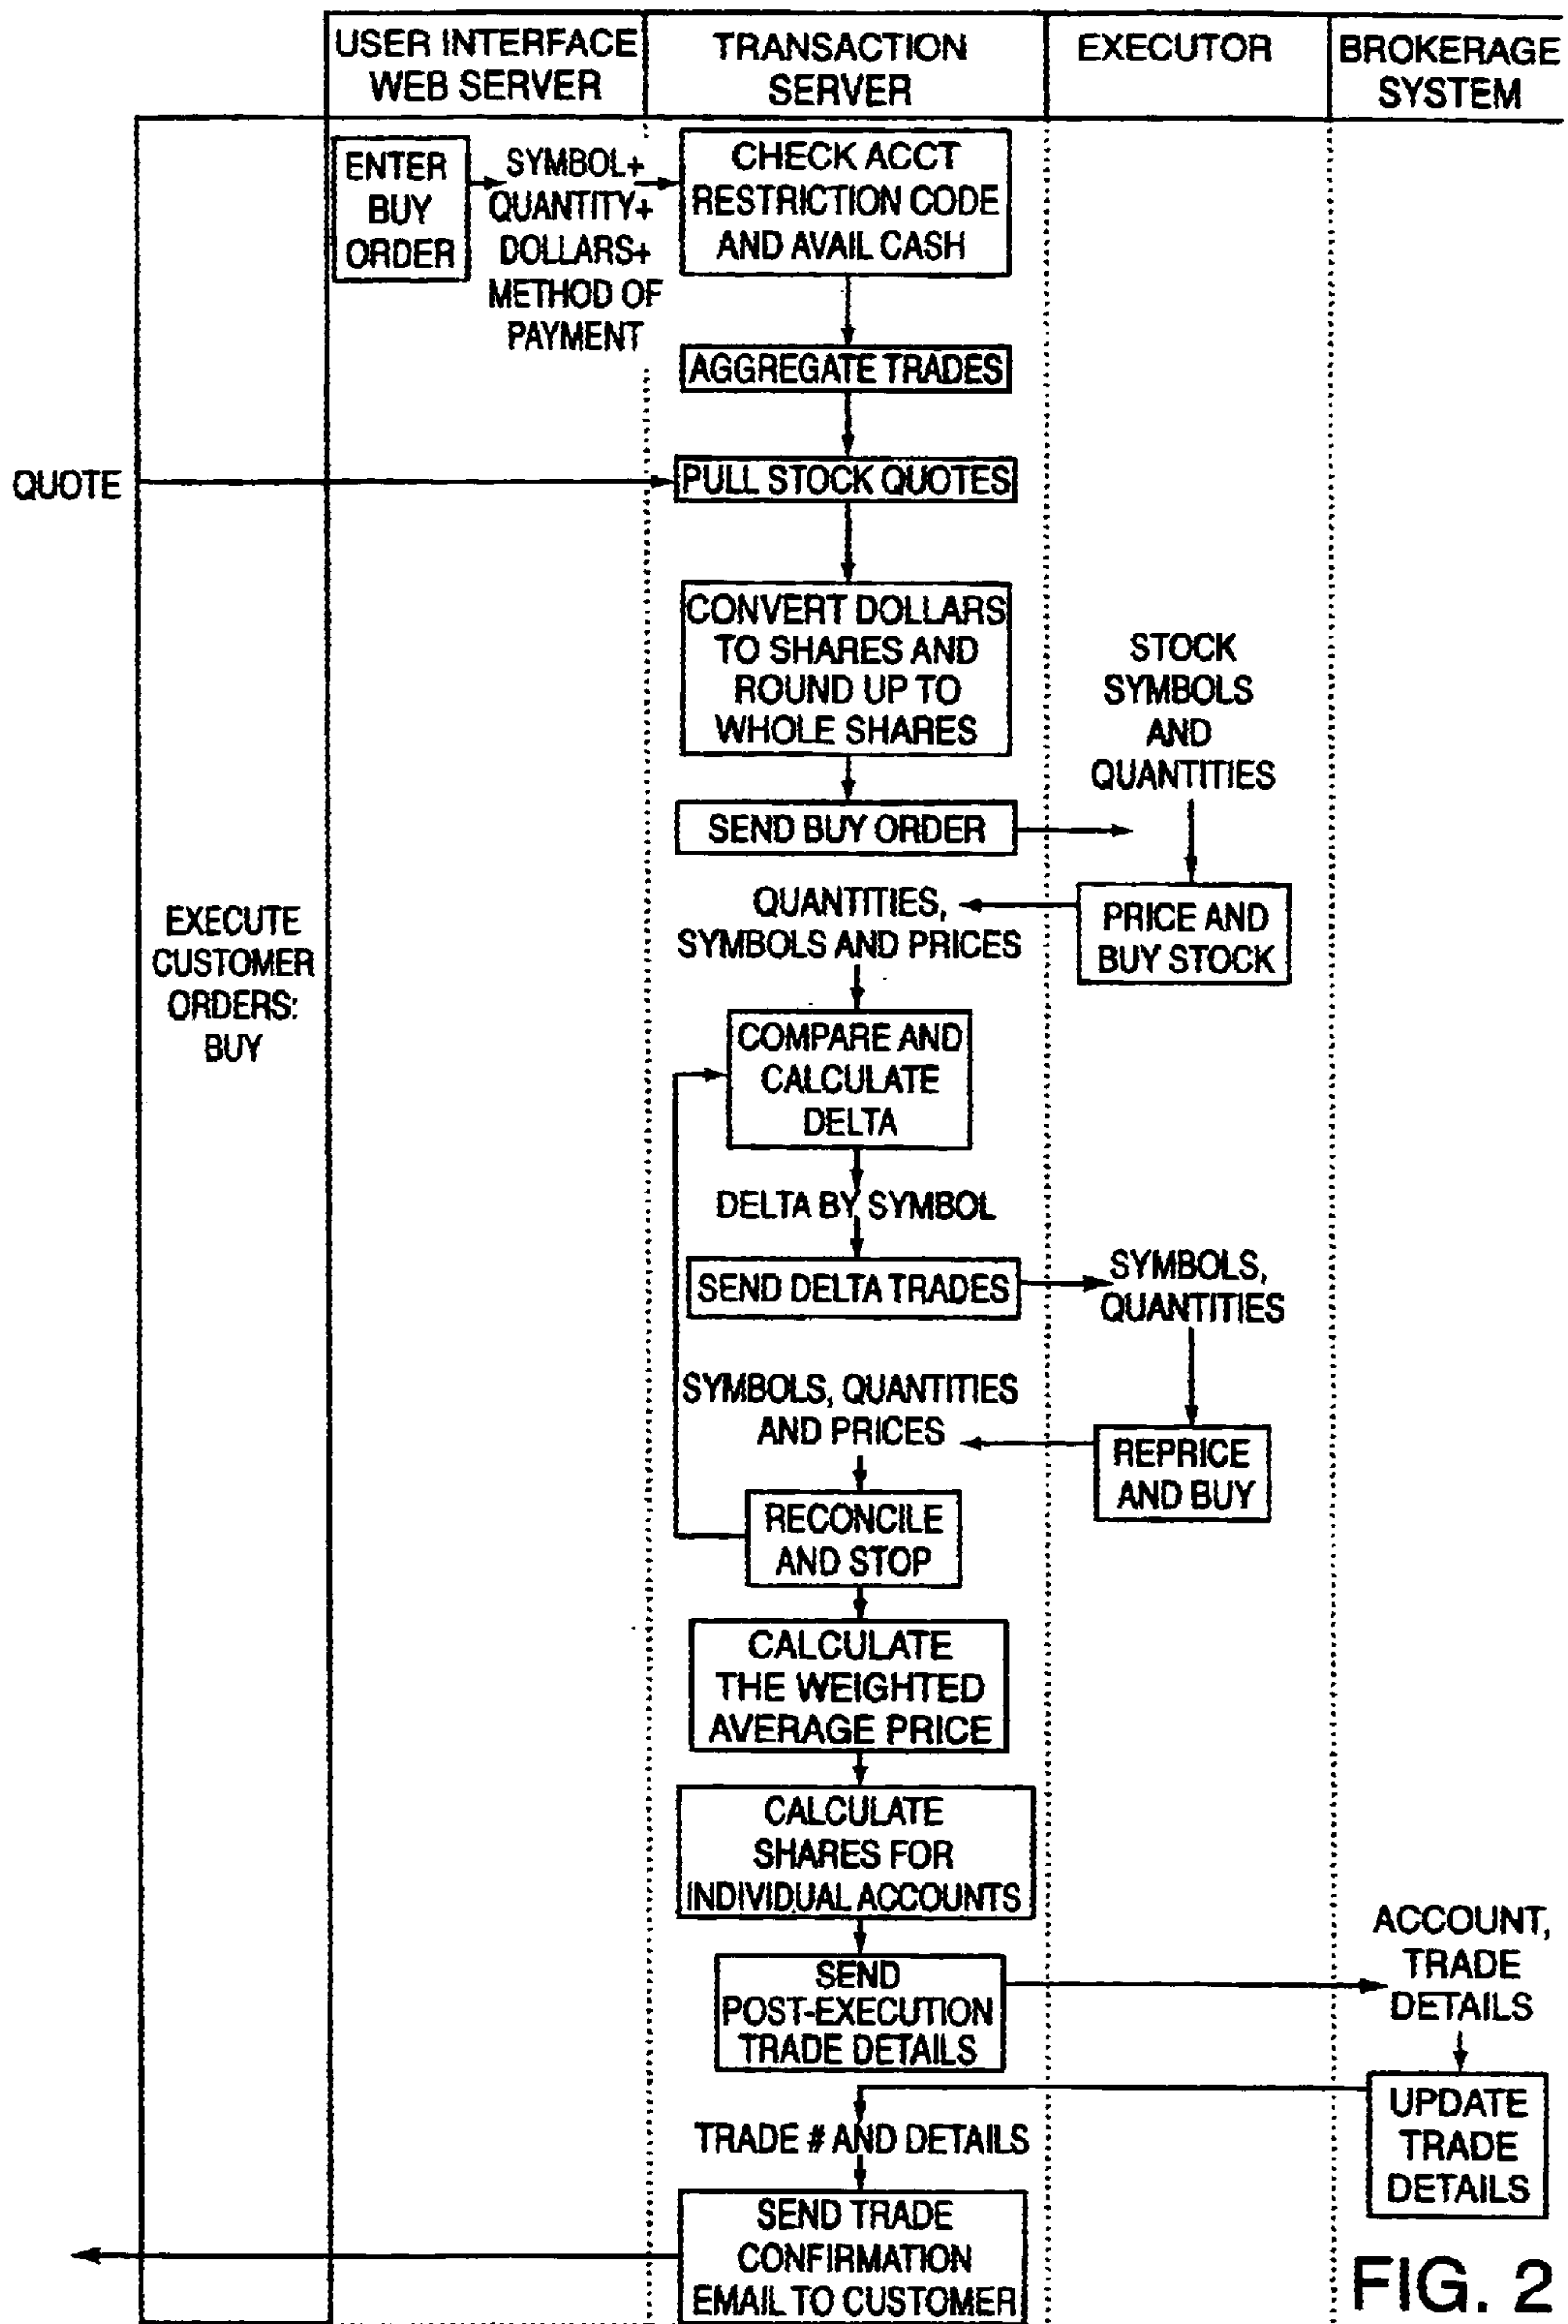 USER INTERFACE
WEB SERVER
TRANSACTION
SERVER
EXECUTOR
BROKERAGE
SYSTEM
ENTER
BUY
ORDER
SYMBOL+
QUANTITY+
DOLLARS+
METHOD OF
PAYMENT
CHECK ACCT
RESTRICTION CODE
AND AVAIL CASH
AGGREGATE TRADES
QUOTE
PULL STOCK QUOTES
CONVERT DOLLARS
TO SHARES AND
ROUND UP TO
WHOLE SHARES
STOCK
SYMBOLS
AND
QUANTITIES
SEND BUY ORDER
EXECUTE
CUSTOMER
ORDERS:
BUY
QUANTITIES,
SYMBOLS AND PRICES
PRICE AND
BUY STOCK
COMPARE AND
CALCULATE
DELTA
DELTA BY SYMBOL
SEND DELTA TRADES
SYMBOLS,
QUANTITIES
SYMBOLS, QUANTITIES
AND PRICES
REPRICE
AND BUY
RECONCILE
AND STOP
CALCULATE
THE WEIGHTED
AVERAGE PRICE
CALCULATE
SHARES FOR
INDIVIDUAL ACCOUNTS
SEND
POST-EXECUTION
TRADE DETAILS
ACCOUNT,
TRADE
DETAILS
UPDATE
TRADE
DETAILS
TRADE # AND DETAILS
SEND TRADE
CONFIRMATION
EMAIL TO CUSTOMER
FIG. 2